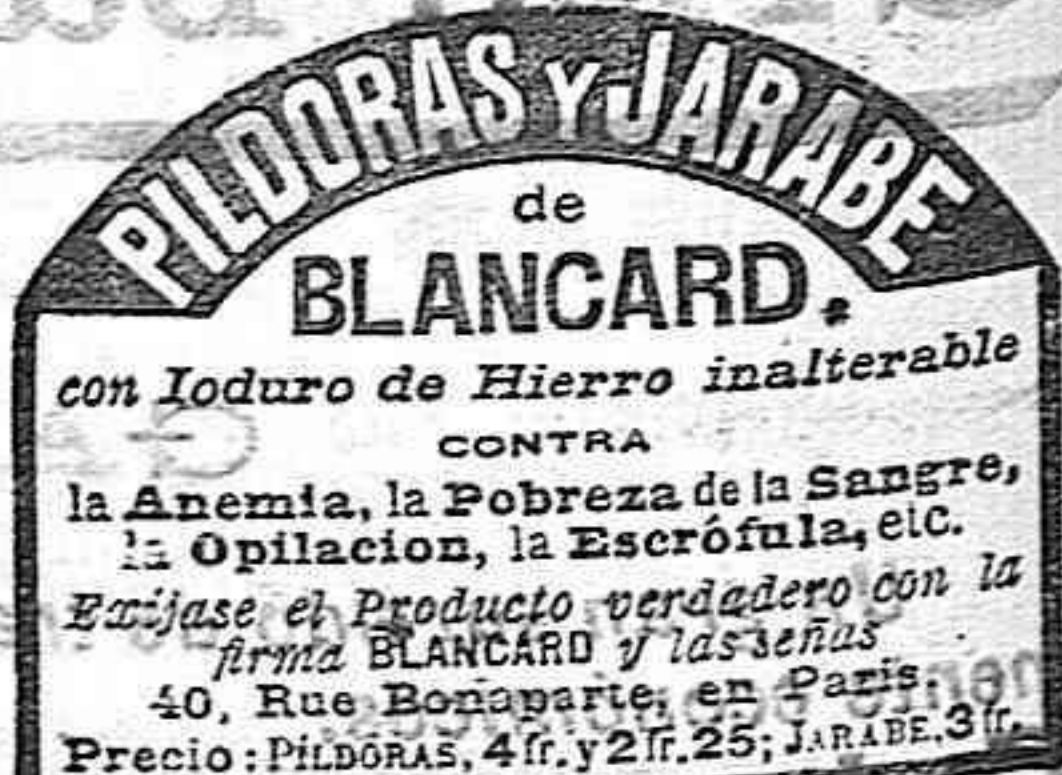 PILDORAS Y JARABE
de
BLANCARD.
con Ioduro de Hierro inalterable
CONTRA
la Anemia, la Pobreza de la Sangre,
la Opilacion, la Escrófula, etc.
Exíjase el Producto verdadero con la
firma BLANCARD y las señas
40, Rue Bonaparte, en Paris.
Precio: PÍLDORAS, 4 fr. y 2 fr. 25; JARABE, 3 fr.